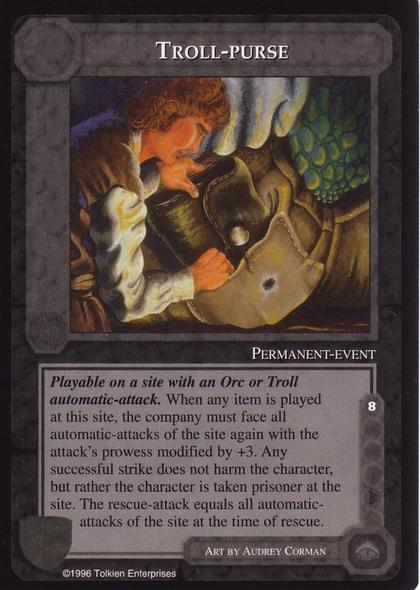 TROLL-PURSE
PERMANENT-EVENT
Playable on a site with an Orc or Troll
automatic-attack. When any item is played
at this site, the company must face all
automatic-attacks of the site again with the
attack's prowess modified by +3. Any
successful strike does not harm the character,
but rather the character is taken prisoner at the
site. The rescue-attack equals all automatic-
attacks of the site at the time of rescue.
8
ART BY AUDREY CORMAN
©1996 Tolkien Enterprises